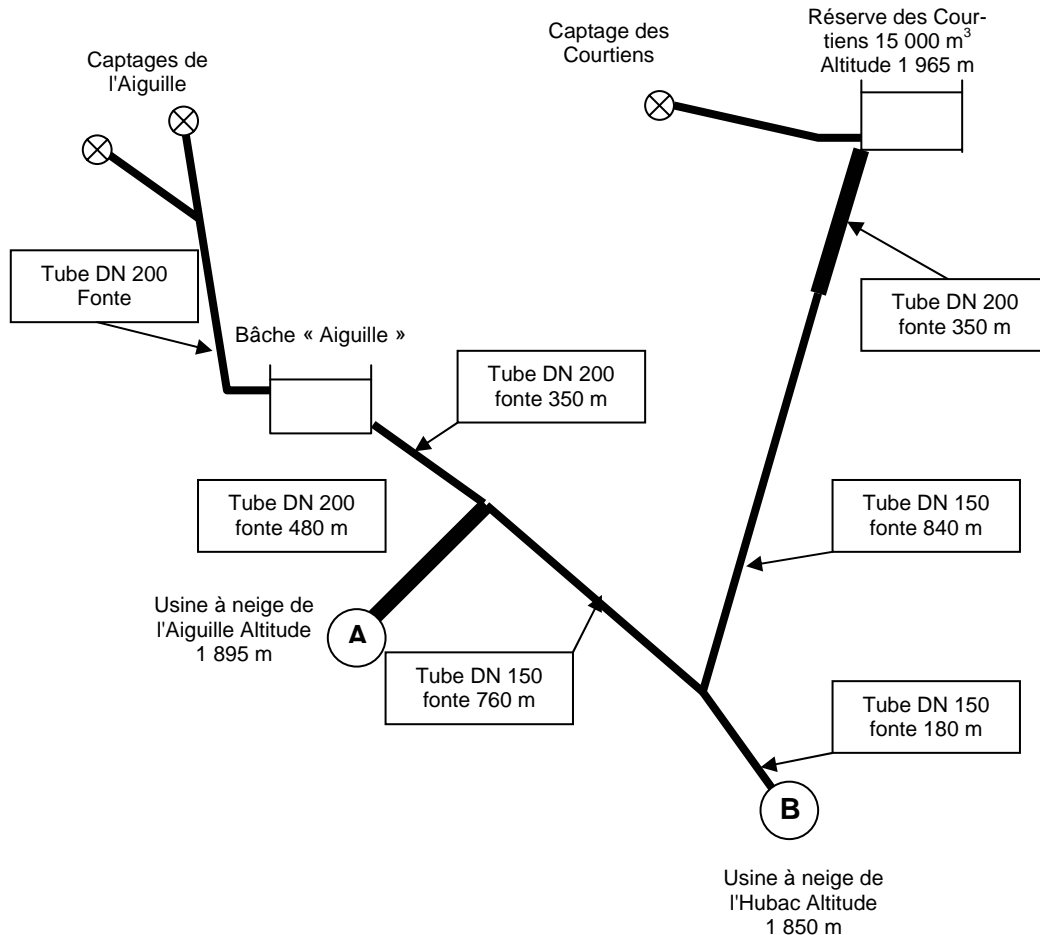 Captages de
l'Aiguille
Captage des
Courtiens
Réserve des Cour-
tiens 15 000 m³
Altitude 1 965 m
Tube DN 200
Fonte
Bâche « Aiguille »
Tube DN 200
fonte 350 m
Tube DN 200
fonte 350 m
Tube DN 200
fonte 480 m
Tube DN 150
fonte 840 m
Usine à neige de
l'Aiguille Altitude
1 895 m
A
Tube DN 150
fonte 760 m
Tube DN 150
fonte 180 m
B
Usine à neige de
l'Hubac Altitude
1 850 m